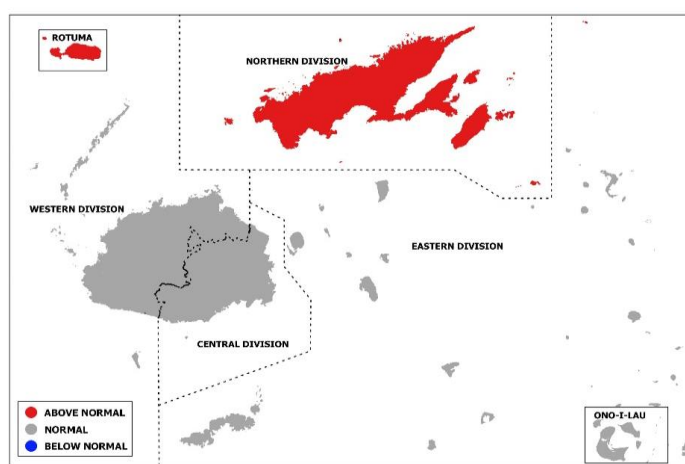 ROTUMA
NORTHERN DIVISION
WESTERN DIVISION
EASTERN DIVISION
CENTRAL DIVISION
ABOVE NORMAL
NORMAL
BELOW NORMAL
ONO-I-LAU